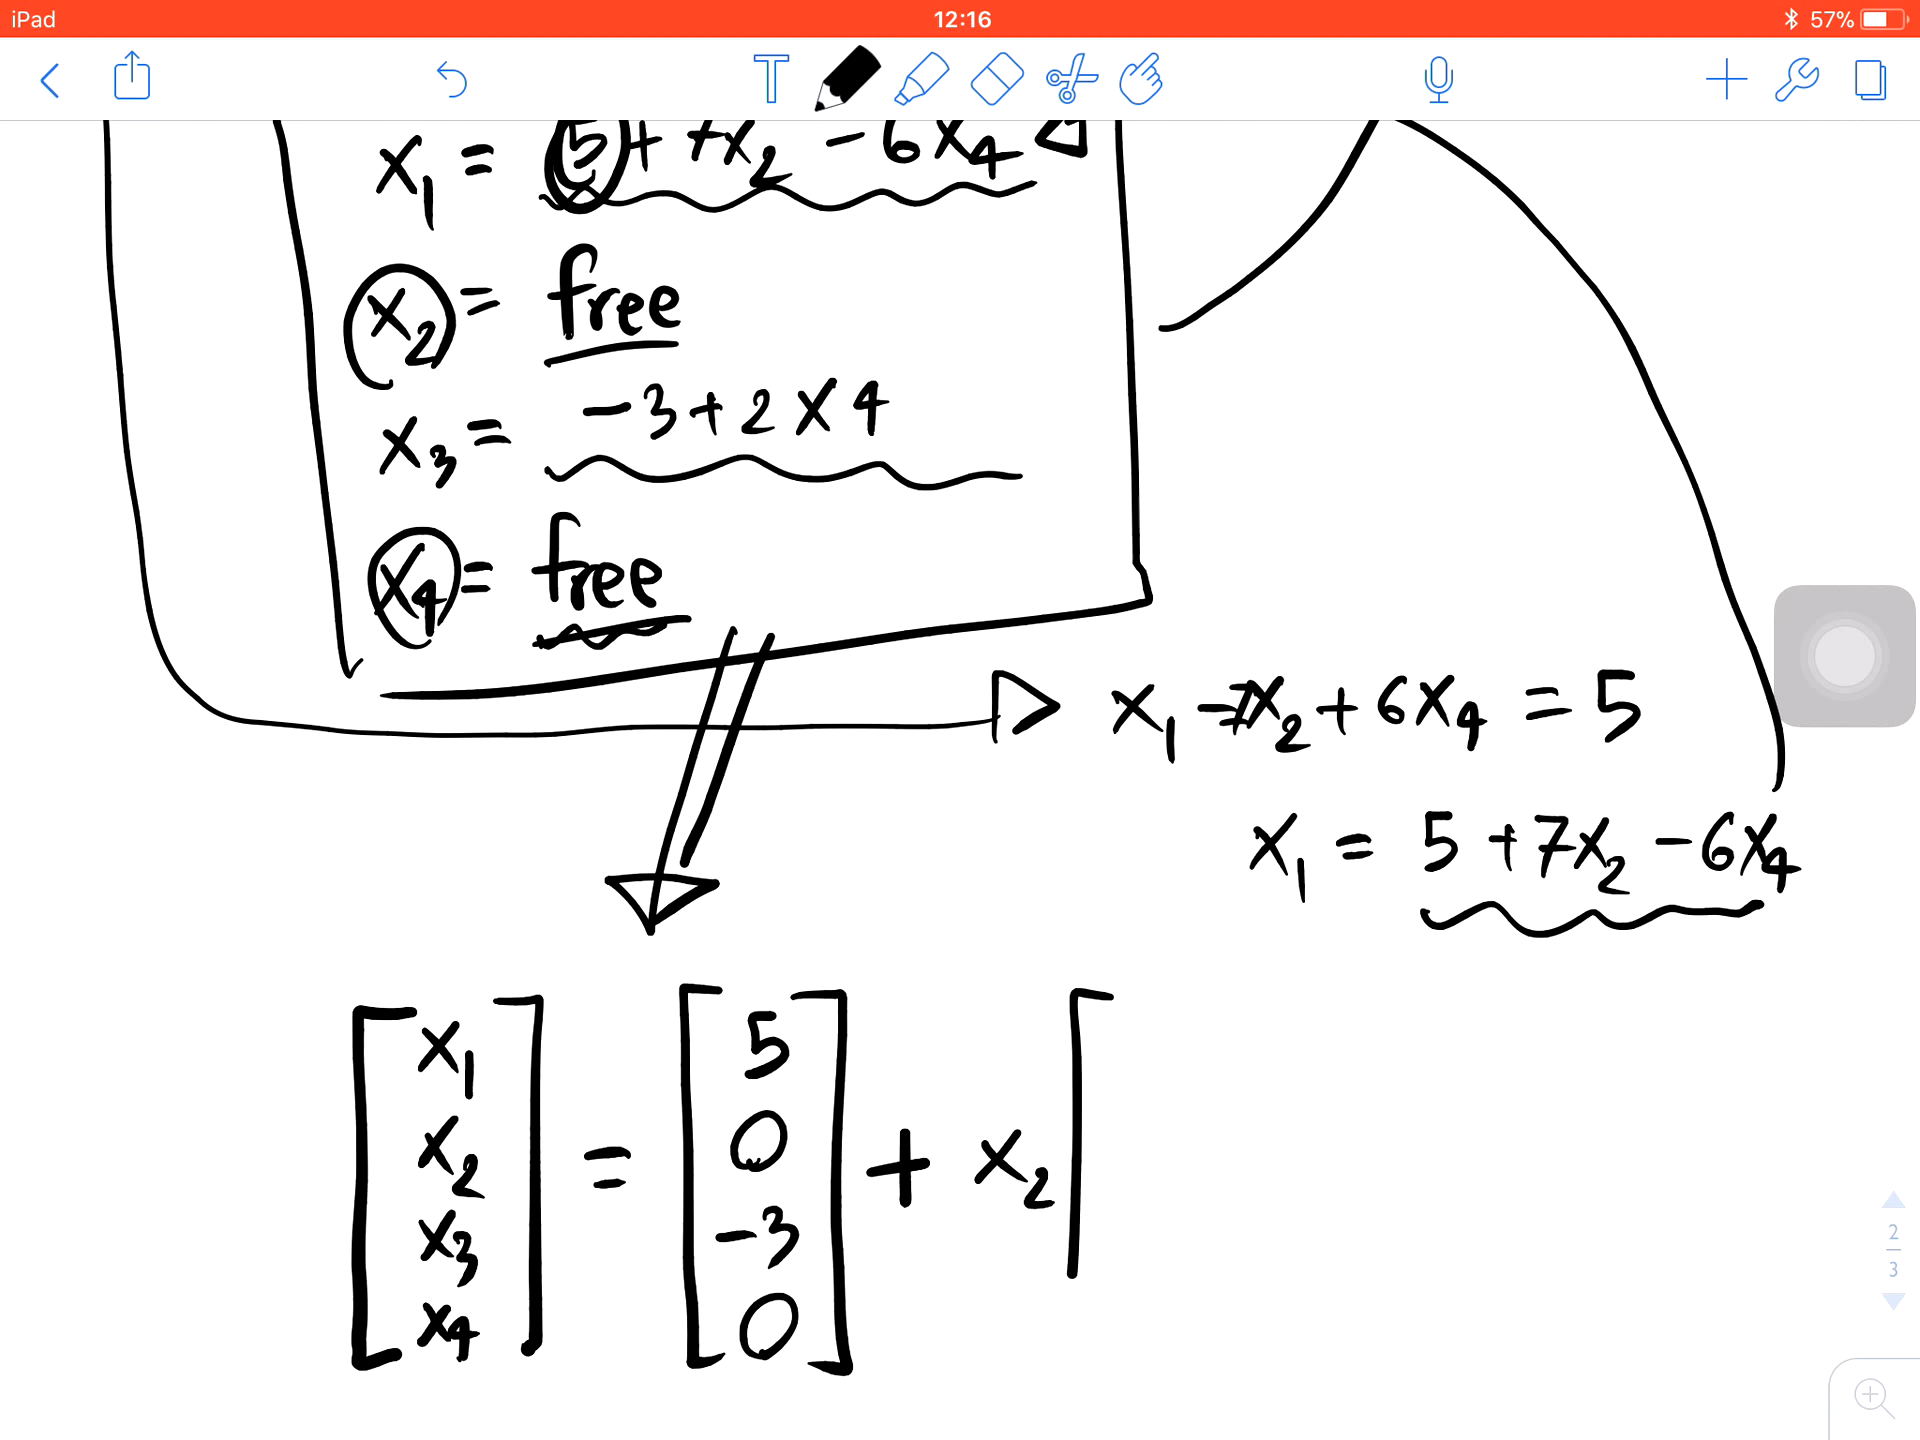 iPad 12:16 57%
T
x₁ = 5 + 7x₂ - 6x₄
x₂ = free
x₃ = -3+2x4
x₄ = free
x₁ - 7x₂ + 6x₄ = 5
x₁ = 5 + 7x₂ - 6x₄
[x₁ x₂ x₃ x₄] = [5 0 -3 0] + x₂ [
2
3